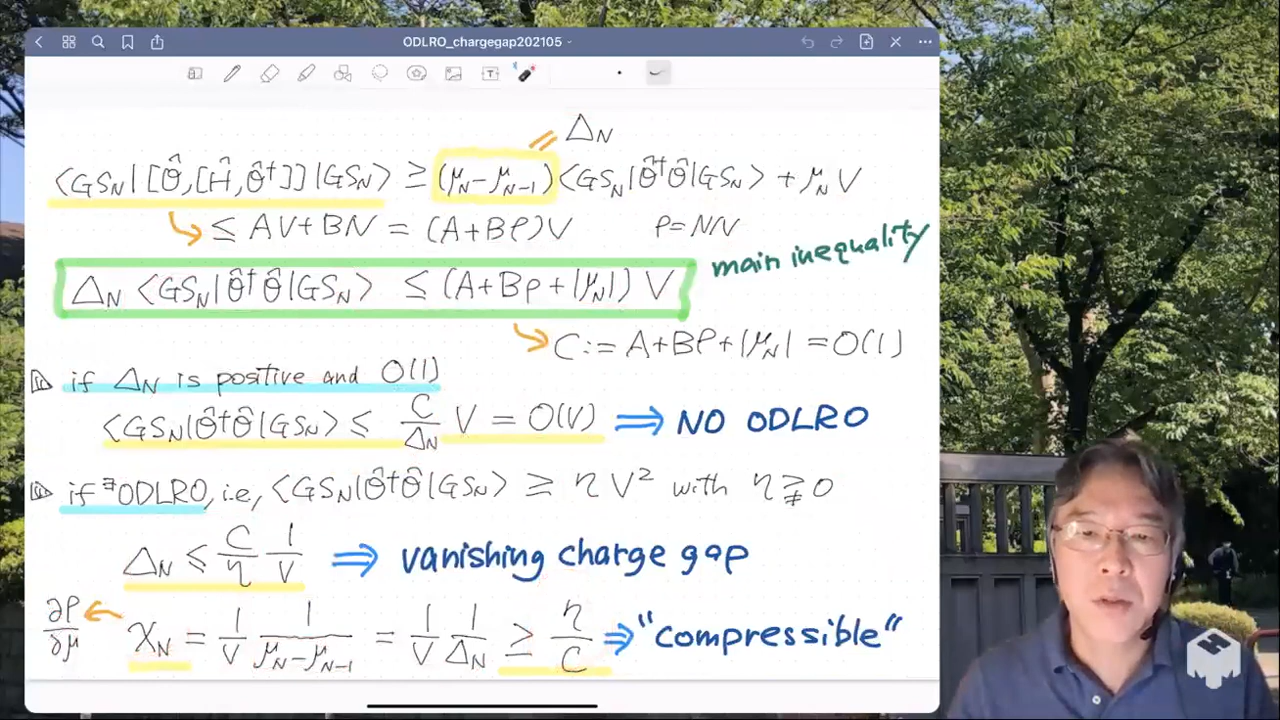 ODLRO_chargegap202105
= Δ_N
⟨GS_N|[Ô,[Ĥ,Ô†]]|GS_N⟩ ≥ (μ_N−μ_{N−1})⟨GS_N|Ô†Ô|GS_N⟩ + μ_N V
↪ ≤ AV+BN = (A+Bρ)V ρ=N/V
main inequality
Δ_N ⟨GS_N|Ô†Ô|GS_N⟩ ≤ (A+Bρ+|μ_N|) V
↪ C:= A+Bρ+|μ_N| = O(1)
if Δ_N is positive and O(1)
⟨GS_N|Ô†Ô|GS_N⟩ ≤ C/Δ_N V = O(V) ⟹ NO ODLRO
if ∃ODLRO, i.e., ⟨GS_N|Ô†Ô|GS_N⟩ ≥ ηV² with η ≩ 0
Δ_N ≤ C/η 1/V ⟹ vanishing charge gap
∂ρ/∂μ ← χ_N = 1/V 1/(μ_N−μ_{N−1}) = 1/V 1/Δ_N ≥ η/C ⟹ "compressible"